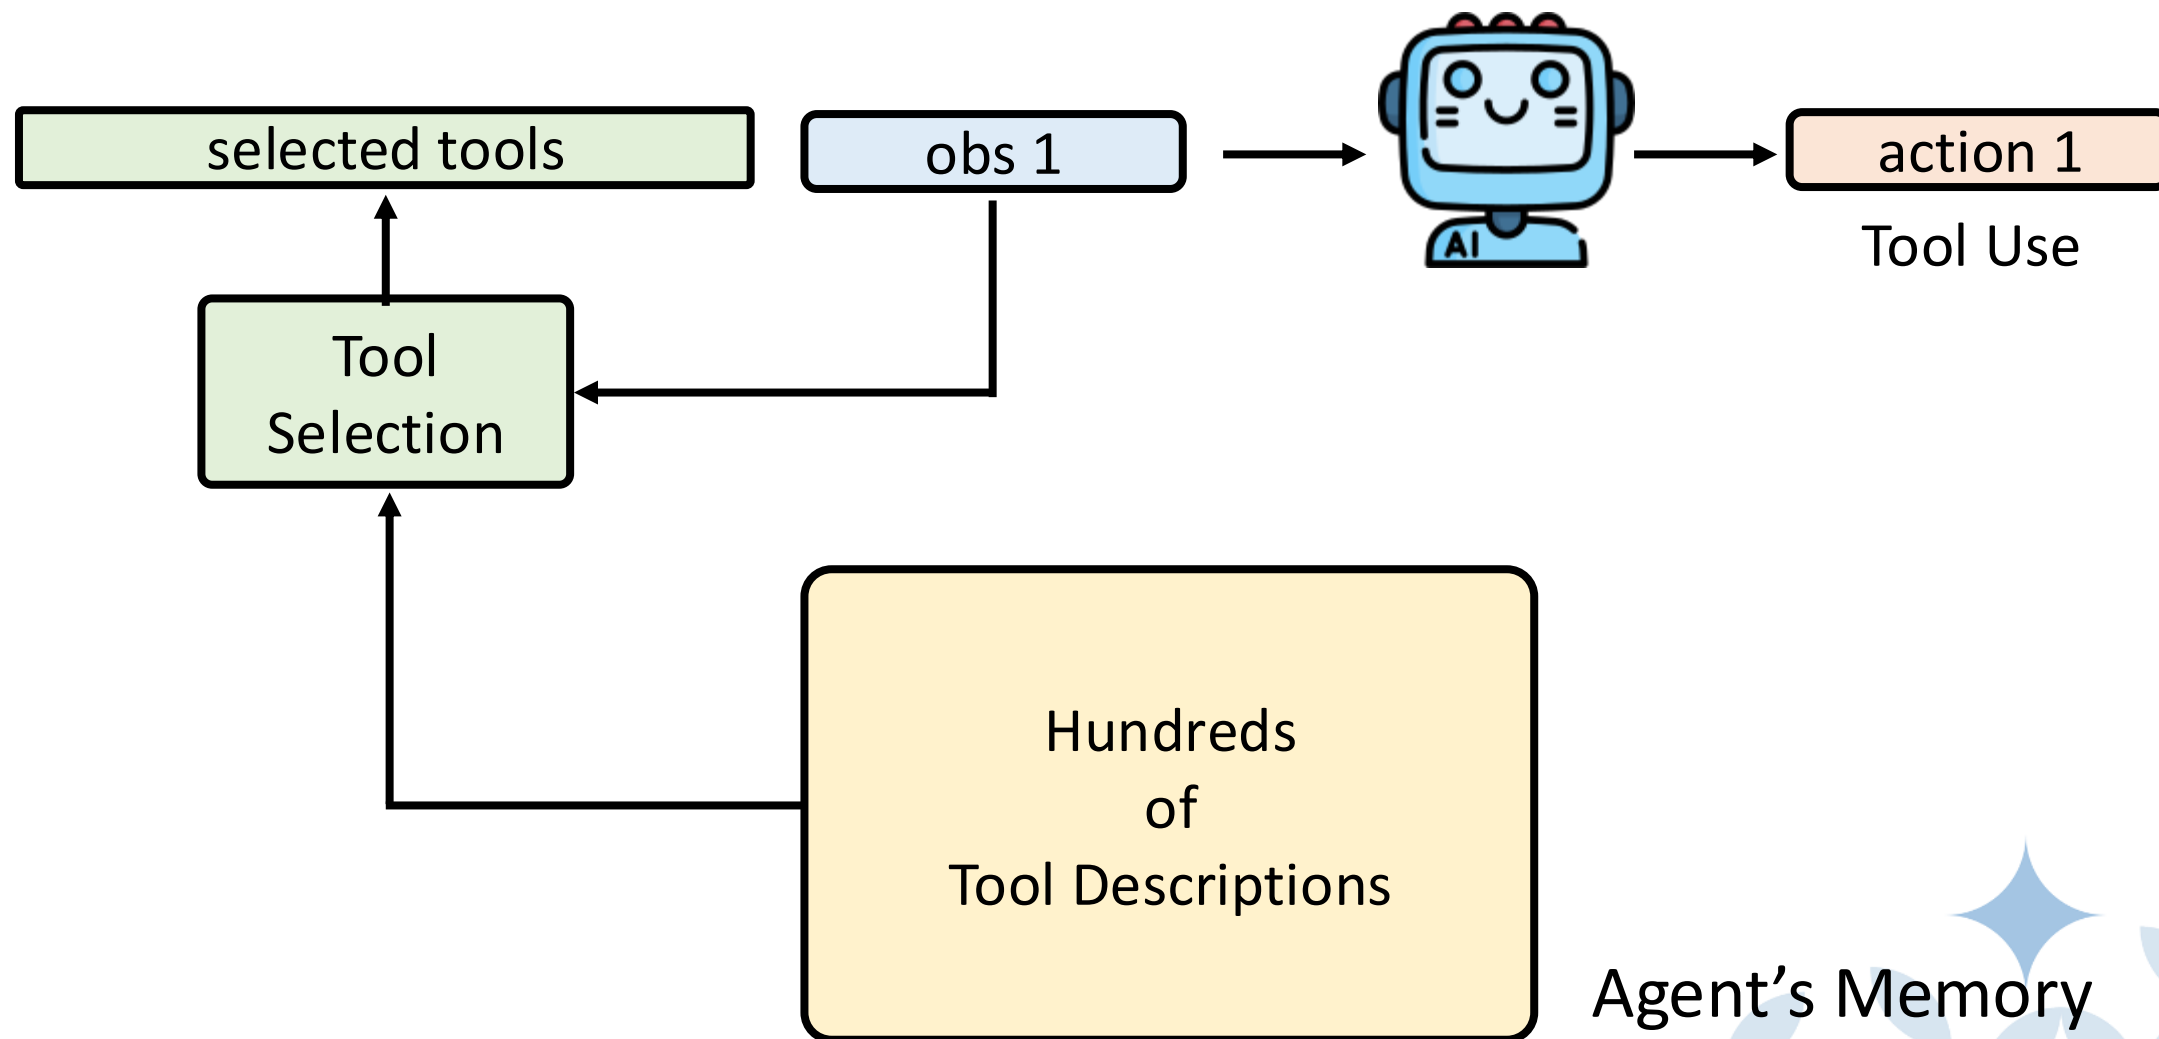 selected tools
obs 1
action 1
AI
Tool Use
Tool
Selection
Hundreds
of
Tool Descriptions
Agent’s Memory